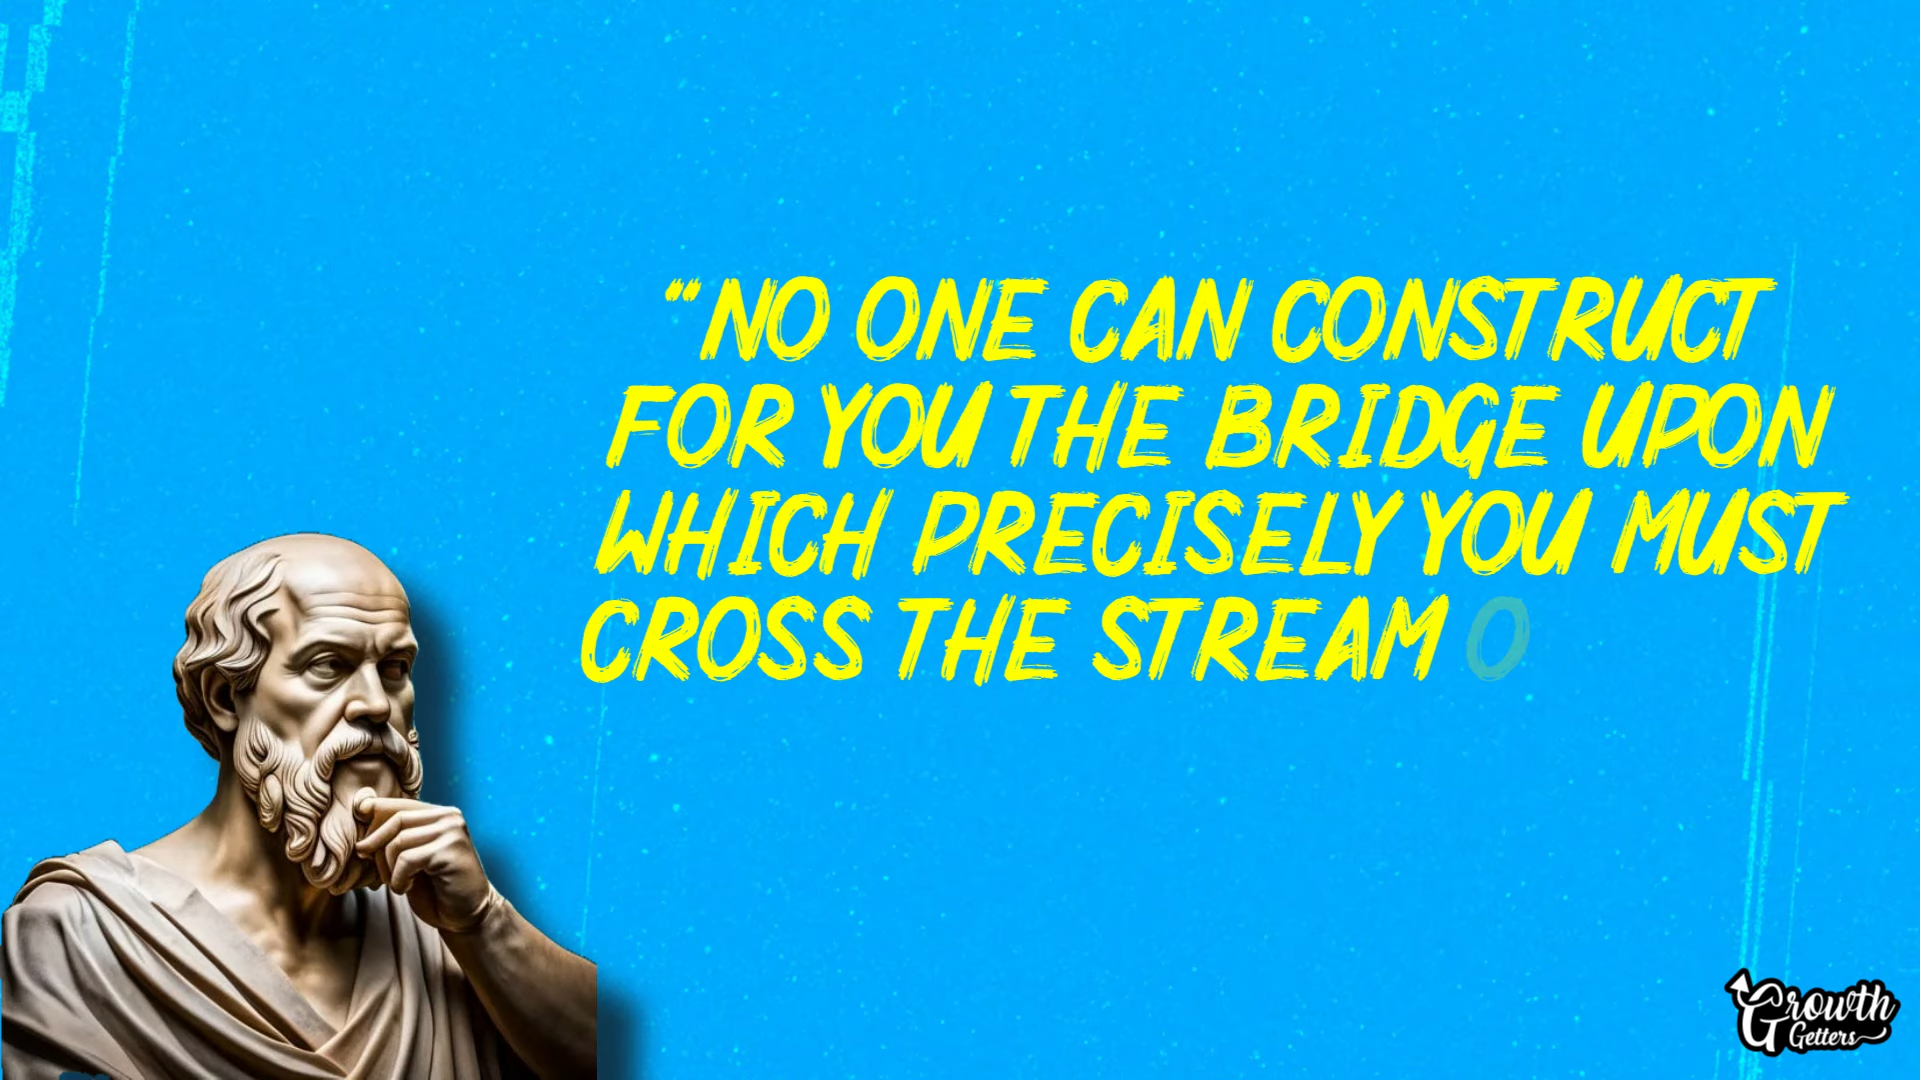 “NO ONE CAN CONSTRUCT
FOR YOU THE BRIDGE UPON
WHICH PRECISELY YOU MUST
CROSS THE STREAM O
Growth
Getters